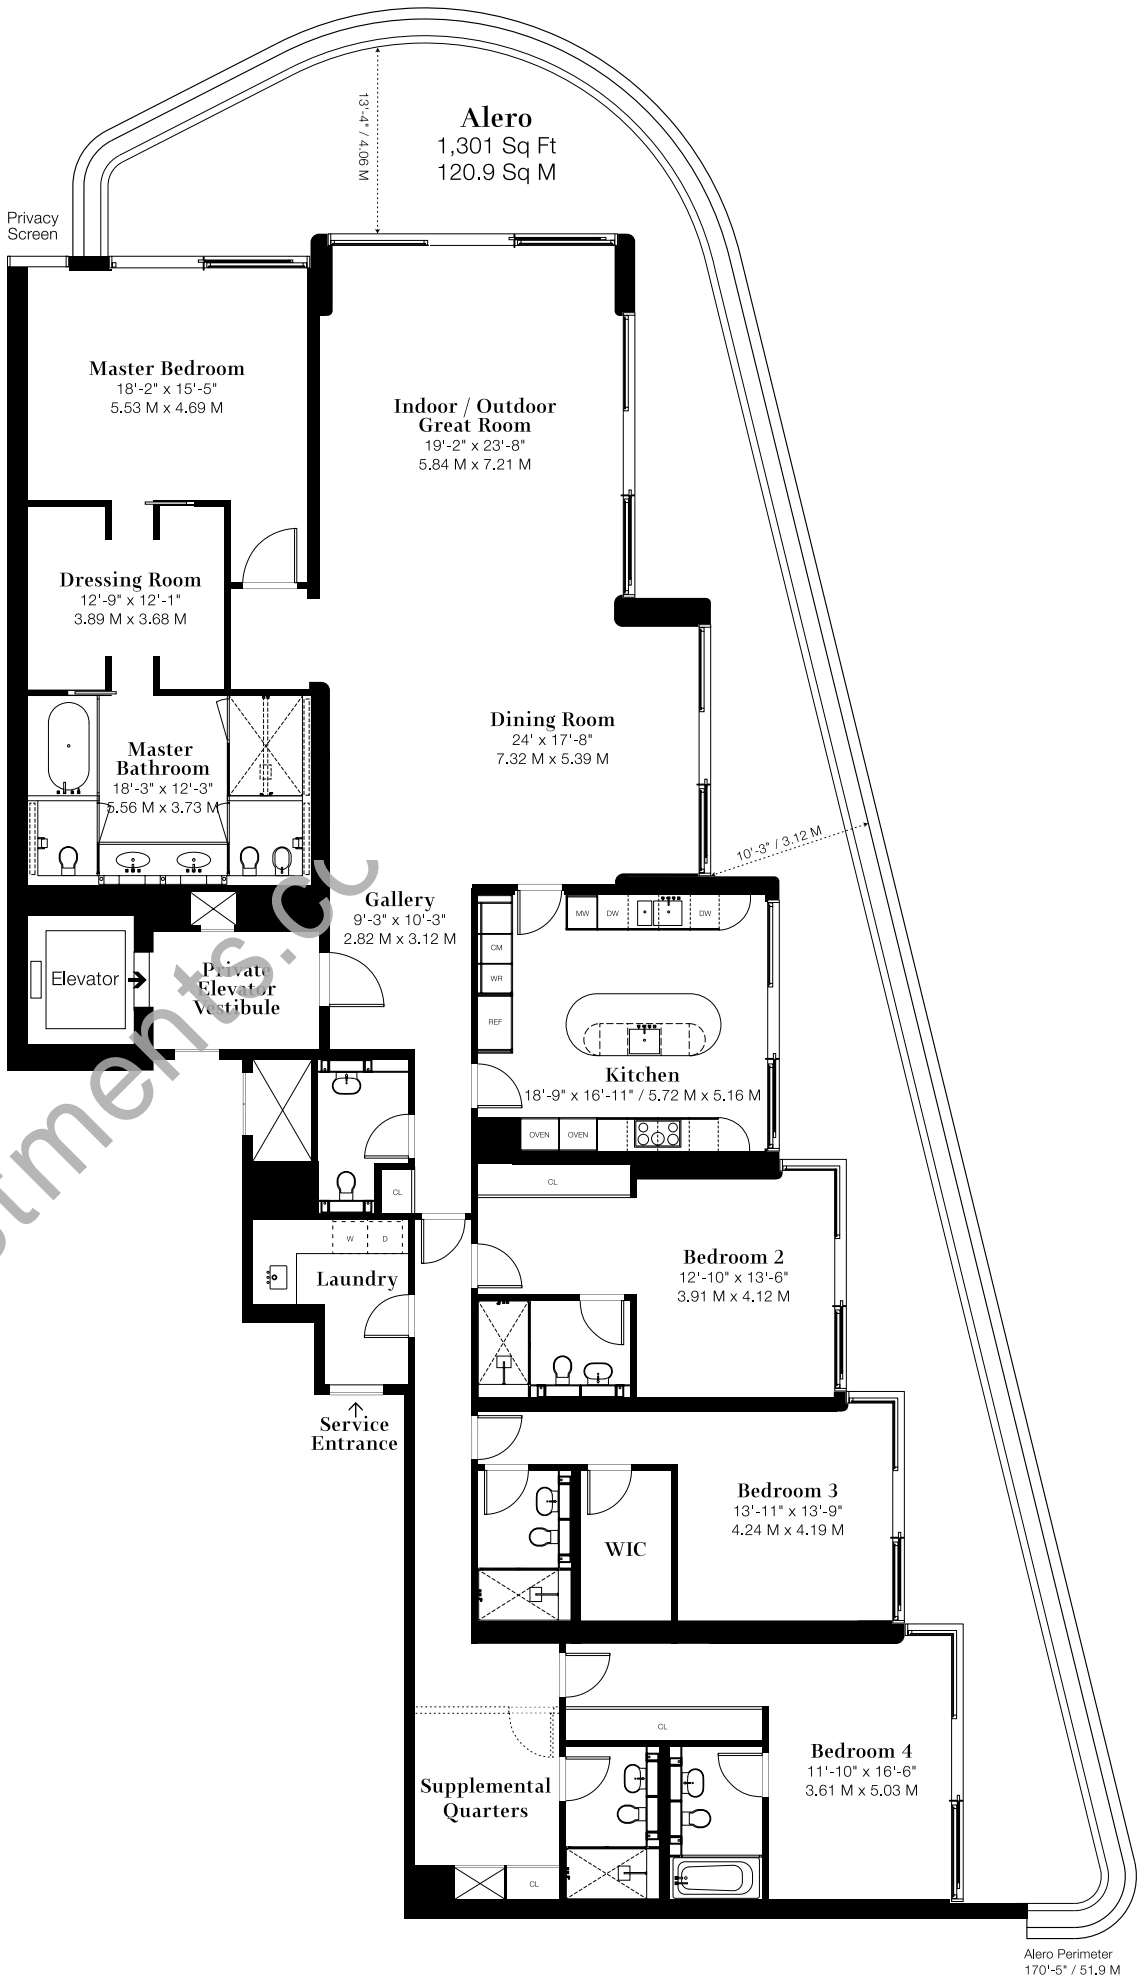 Alero
1,301 Sq Ft
120.9 Sq M
13'-4" / 4.06 M
Privacy
Screen
Master Bedroom
18'-2" x 15'-5"
5.53 M x 4.69 M
Indoor / Outdoor
Great Room
19'-2" x 23'-8"
5.84 M x 7.21 M
Dressing Room
12'-9" x 12'-1"
3.89 M x 3.68 M
Dining Room
24' x 17'-8"
7.32 M x 5.39 M
Master
Bathroom
18'-3" x 12'-3"
5.56 M x 3.73 M
10'-3" / 3.12 M
Gallery
9'-3" x 10'-3"
2.82 M x 3.12 M
MW
DW
DW
CM
WR
REF
Elevator
Private
Elevator
Vestibule
Kitchen
18'-9" x 16'-11" / 5.72 M x 5.16 M
OVEN
OVEN
CL
CL
W
D
Laundry
Bedroom 2
12'-10" x 13'-6"
3.91 M x 4.12 M
Service
Entrance
Bedroom 3
13'-11" x 13'-9"
4.24 M x 4.19 M
WIC
CL
Bedroom 4
11'-10" x 16'-6"
3.61 M x 5.03 M
Supplemental
Quarters
CL
Alero Perimeter
170'-5" / 51.9 M